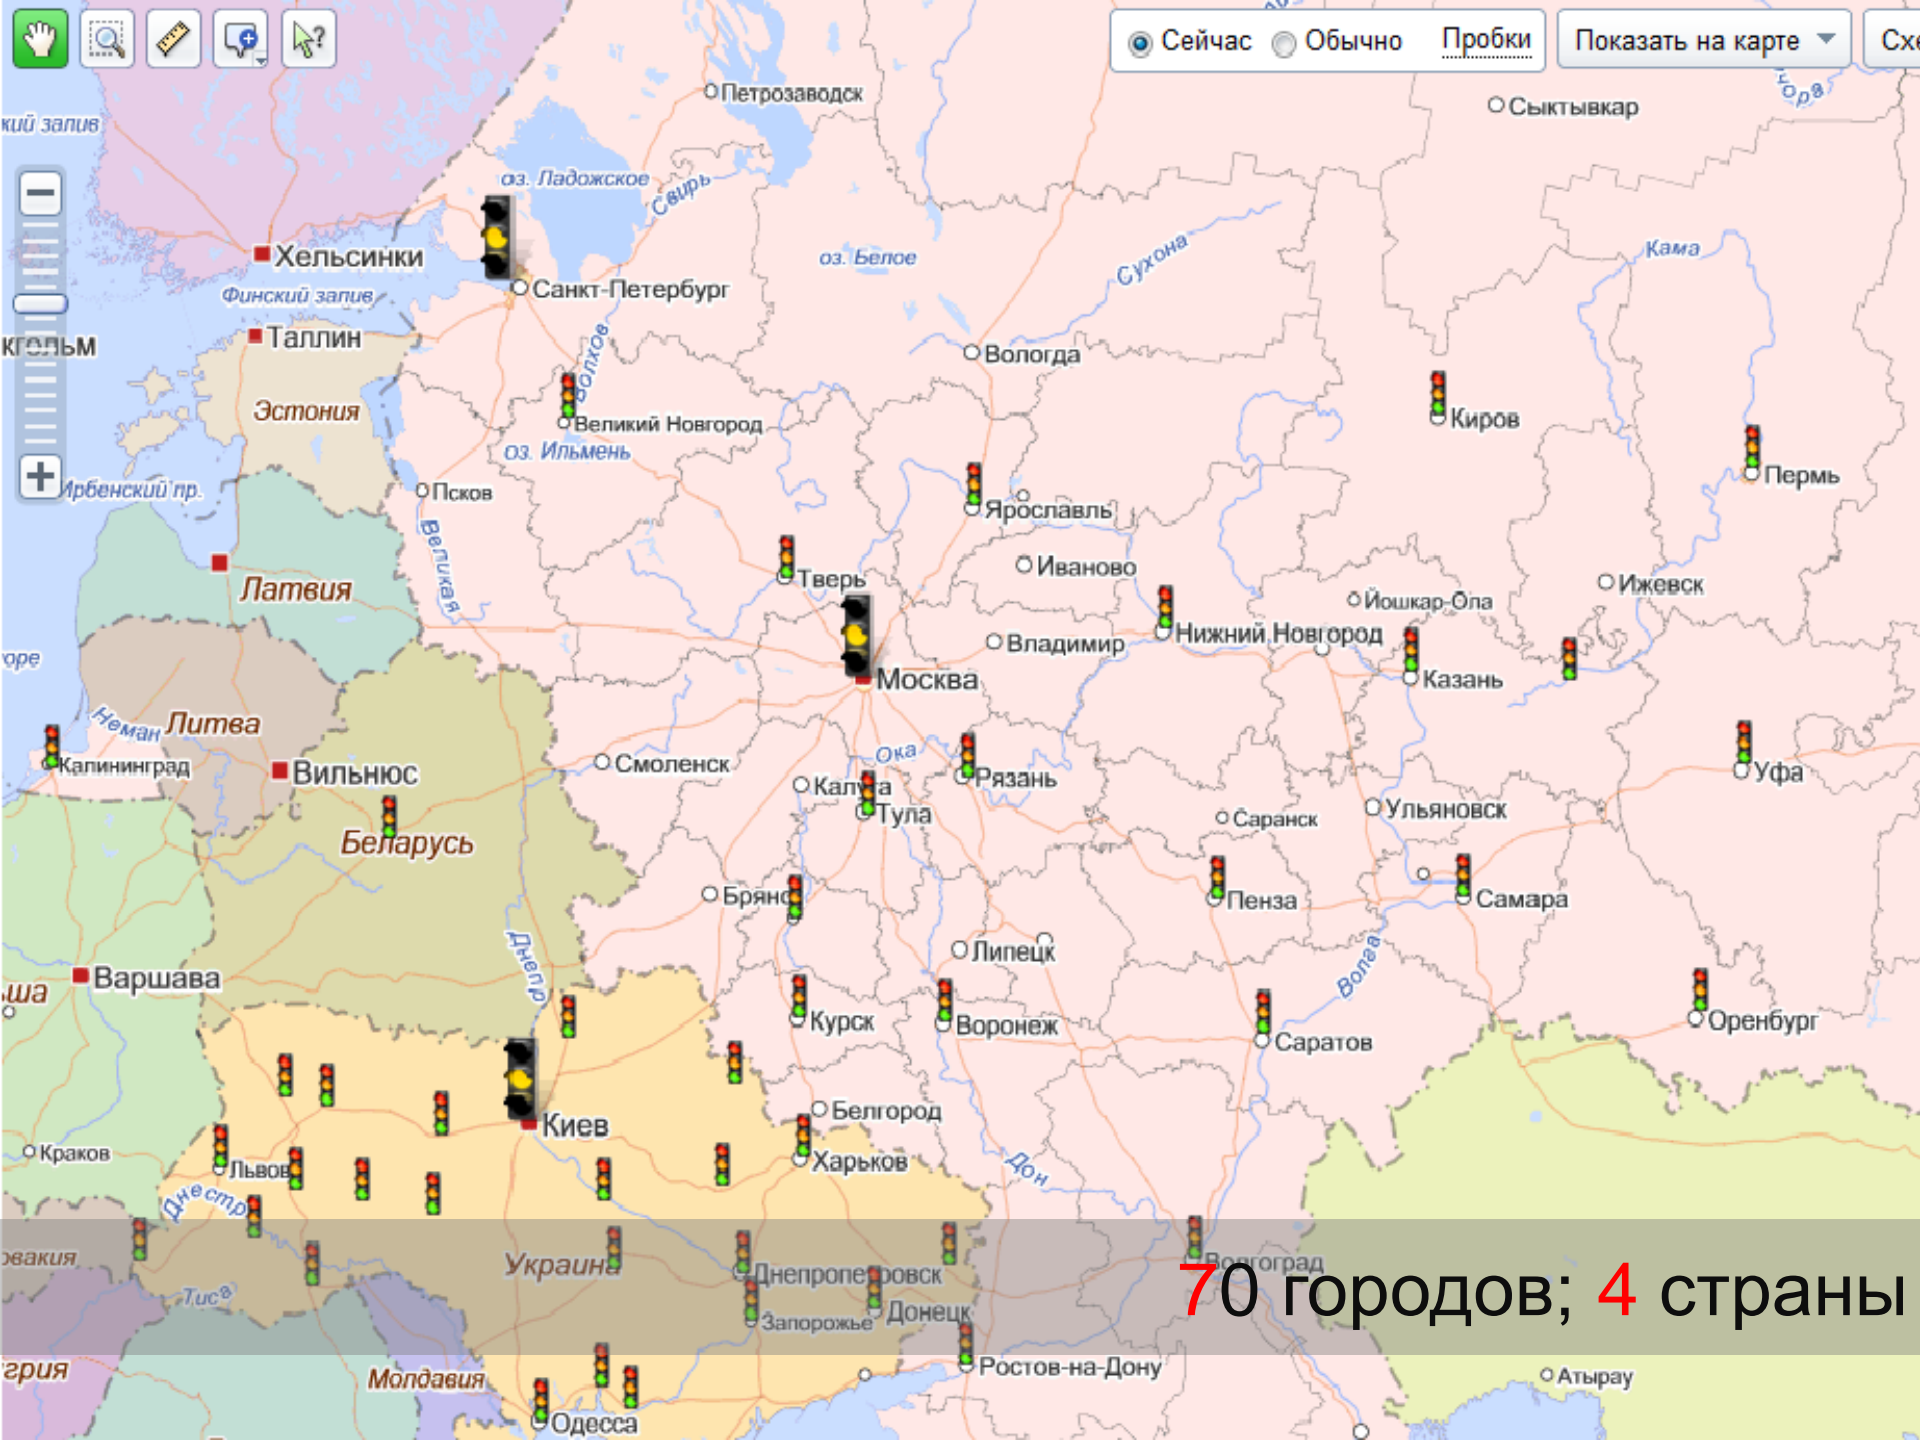 Сейчас Обычно Пробки Показать на карте
Петрозаводск
Сыктывкар
оз. Ладожское
Свирь
Хельсинки
оз. Белое
Сухона
Кама
Финский залив
Санкт-Петербург
Таллин
Волхов
Вологда
Эстония
Великий Новгород
Киров
оз. Ильмень
Пермь
Ирбенский пр.
Псков
Ярославль
Великая
Тверь
Иваново
Ижевск
Латвия
Йошкар-Ола
Владимир
Нижний Новгород
Москва
Казань
Неман
Литва
Калининград
Вильнюс
Смоленск
Ока
Рязань
Уфа
Калуга
Тула
Ульяновск
Саранск
Беларусь
Брянс
Пенза
Самара
Днепр
Липецк
Волга
Варшава
Курск
Воронеж
Оренбург
Саратов
Белгород
Киев
Краков
Львов
Харьков
Дон
Днестр
Украина
Волгоград
Днепропетровск
70 городов; 4 страны
Тиса
Запорожье
Донецк
Молдавия
Ростов-на-Дону
Атырау
Одесса